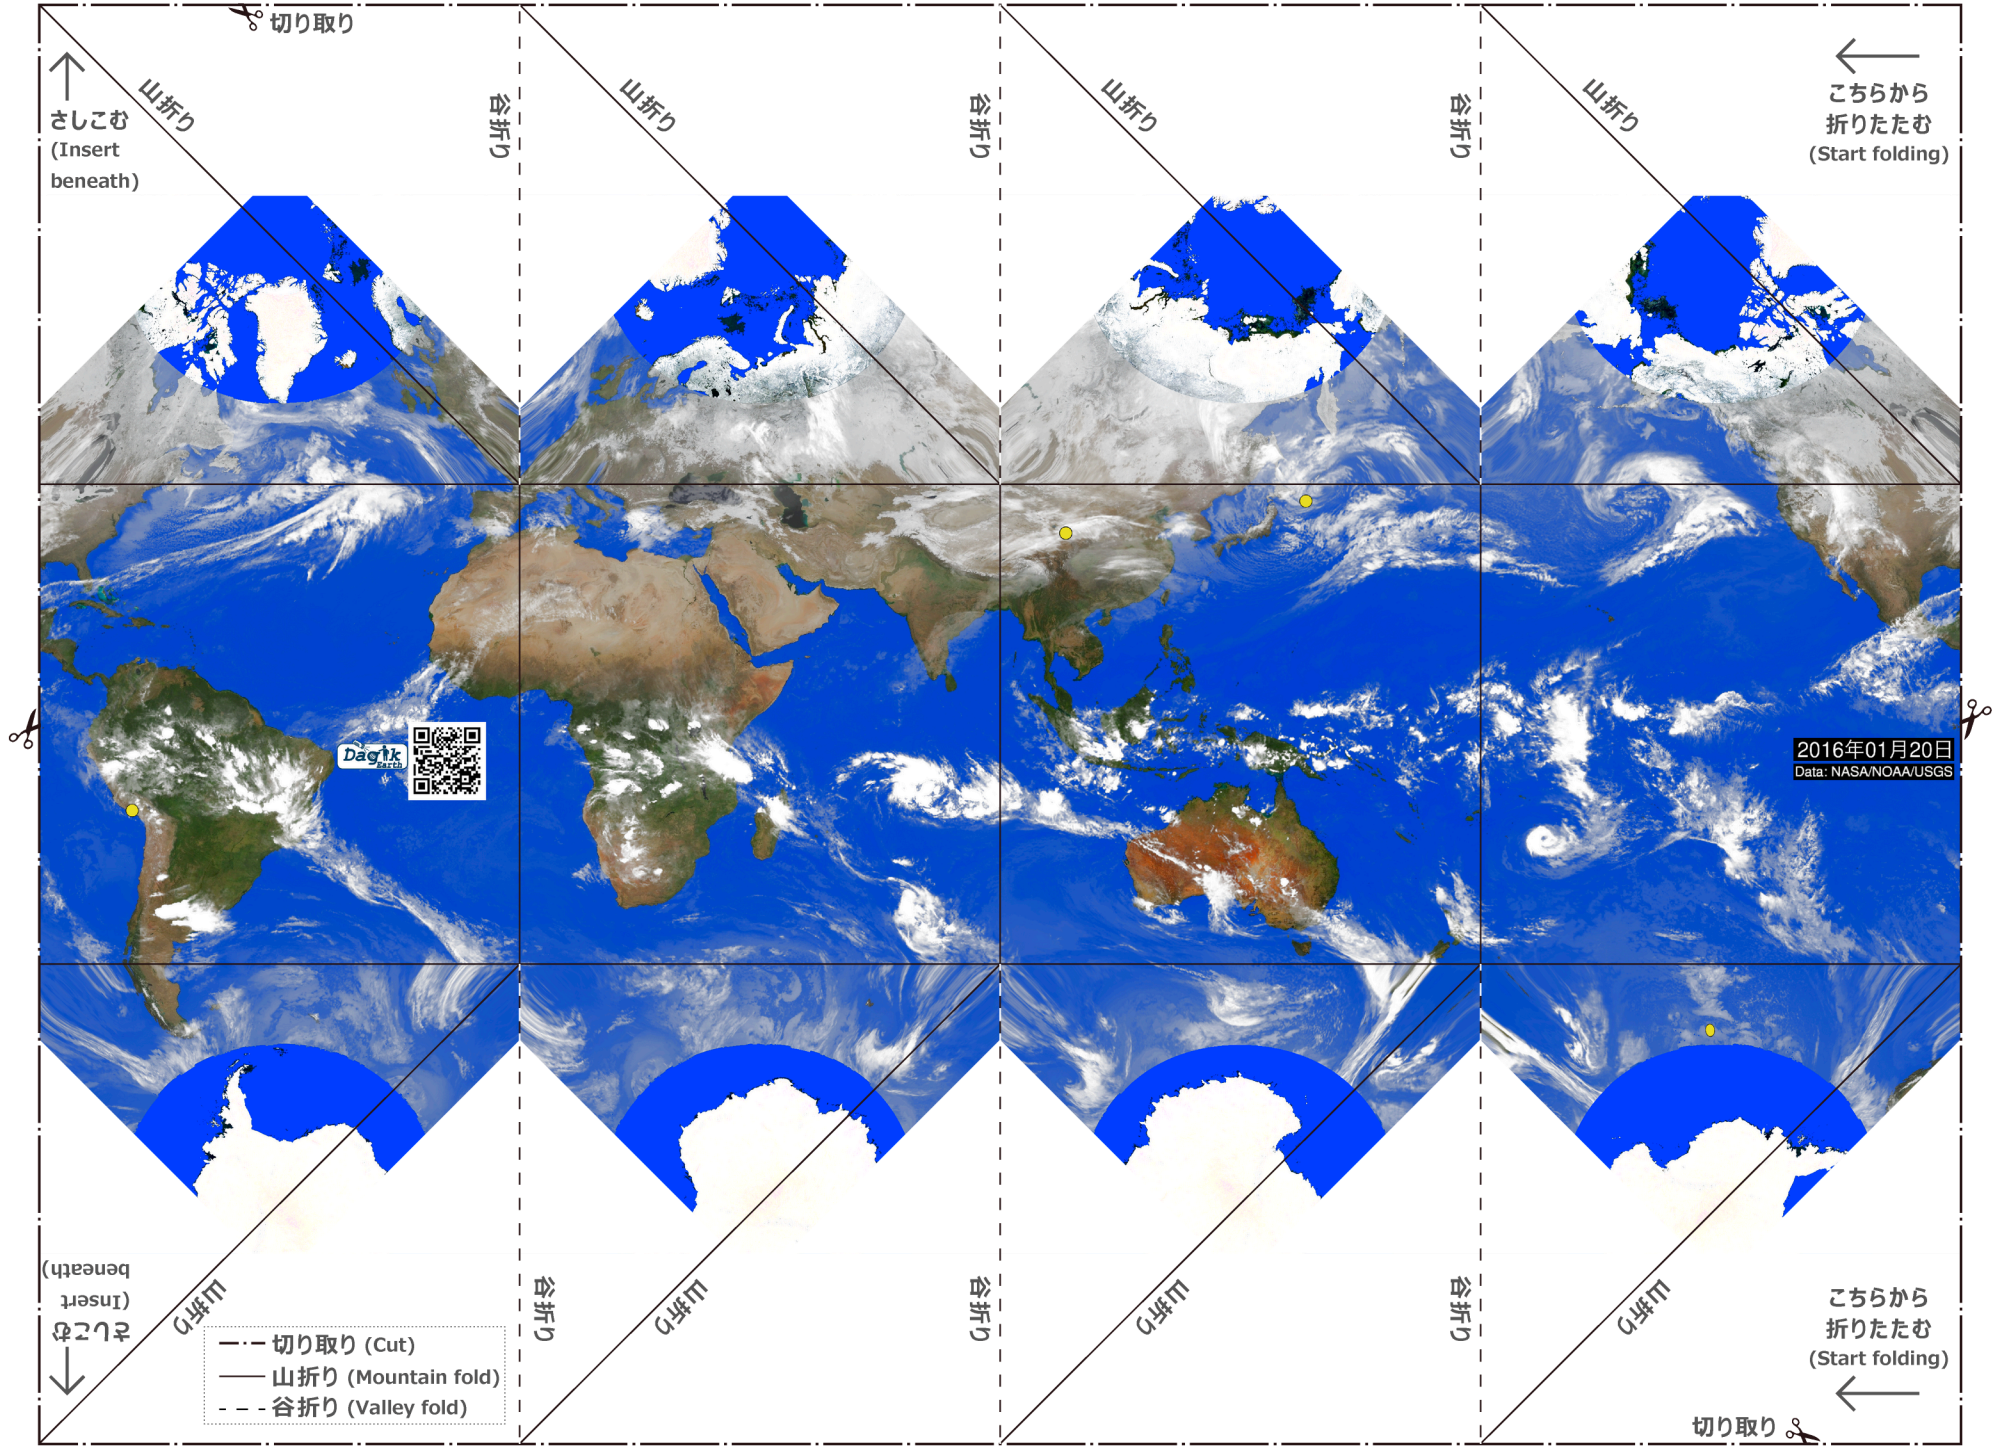 切り取り
さしこむ
(Insert
beneath)
山折り
谷折り
山折り
谷折り
山折り
谷折り
山折り
こちらから
折りたたむ
(Start folding)
Dagik
Earth
2016年01月20日
Data: NASA/NOAA/USGS
さしこむ
(Insert
beneath)
山折り
谷折り
山折り
谷折り
山折り
谷折り
山折り
こちらから
折りたたむ
(Start folding)
切り取り (Cut)
山折り (Mountain fold)
谷折り (Valley fold)
切り取り